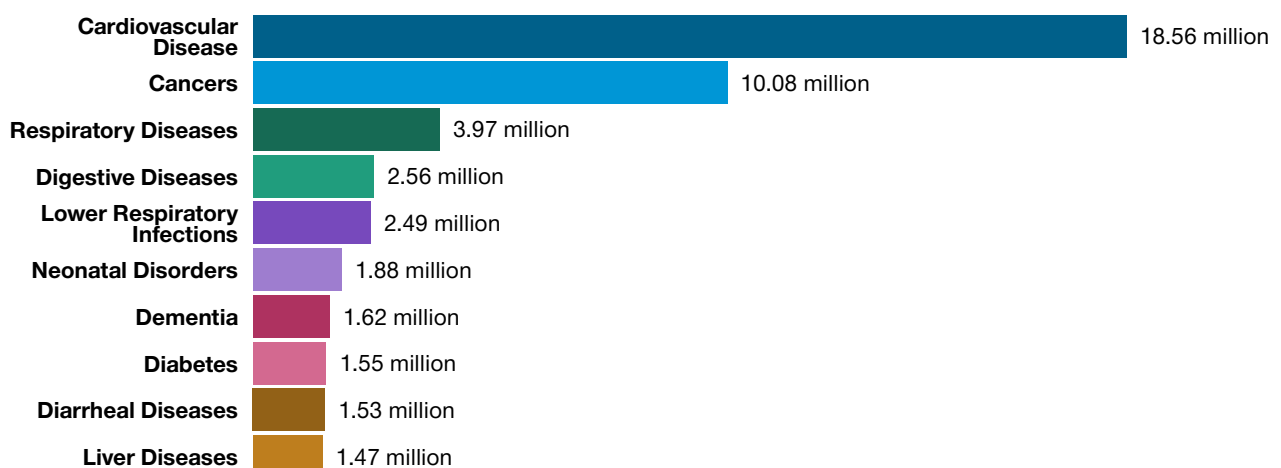 Cardiovascular
Disease
18.56 million
Cancers
10.08 million
Respiratory Diseases
3.97 million
Digestive Diseases
2.56 million
Lower Respiratory
Infections
2.49 million
Neonatal Disorders
1.88 million
Dementia
1.62 million
Diabetes
1.55 million
Diarrheal Diseases
1.53 million
Liver Diseases
1.47 million